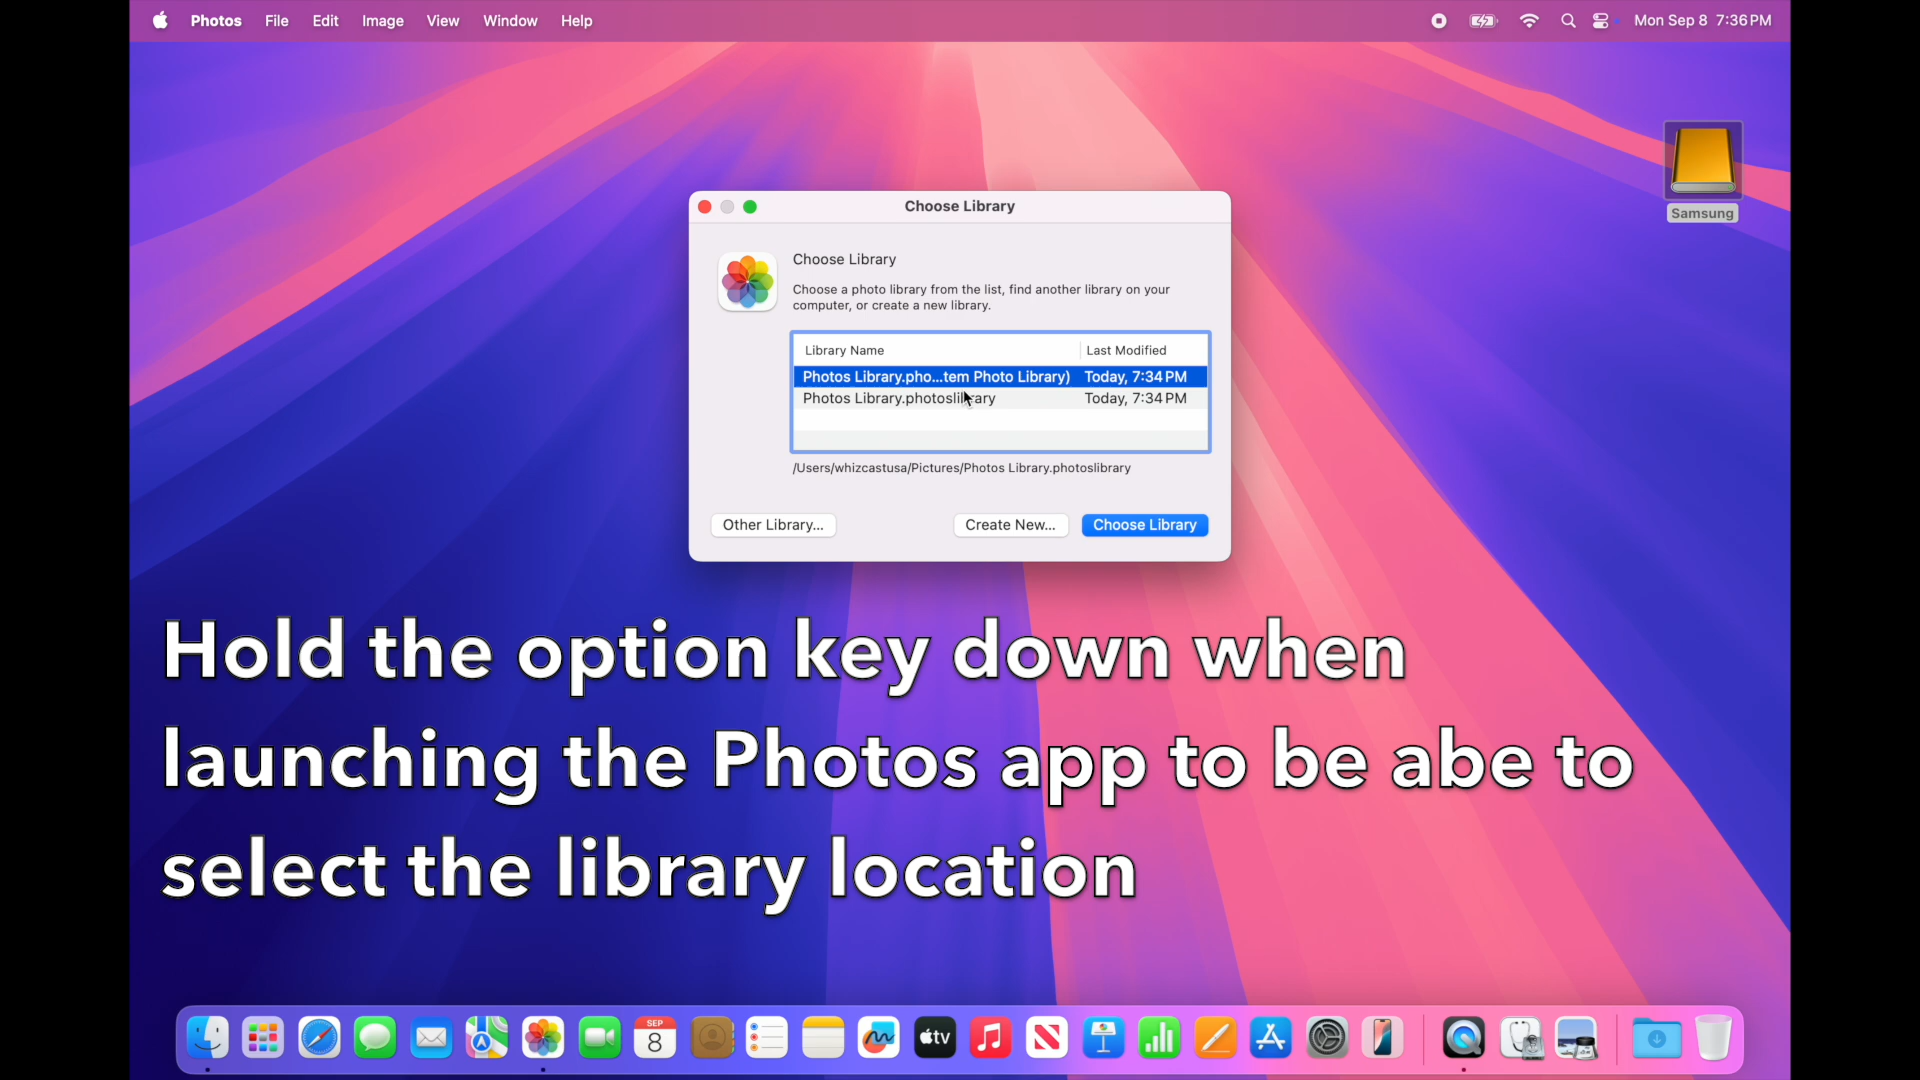 Photos File Edit Image View Window Help Mon Sep 8 7:36 PM
Samsung
Choose Library
Choose Library
Choose a photo library from the list, find another library on your
computer, or create a new library.
Library Name Last Modified
Photos Library.pho...tem Photo Library) Today, 7:34 PM
Photos Library.photoslibrary Today, 7:34 PM
/Users/whizcastusa/Pictures/Photos Library.photoslibrary
Other Library... Create New... Choose Library
Hold the option key down when
launching the Photos app to be abe to
select the library location
SEP
8
tv